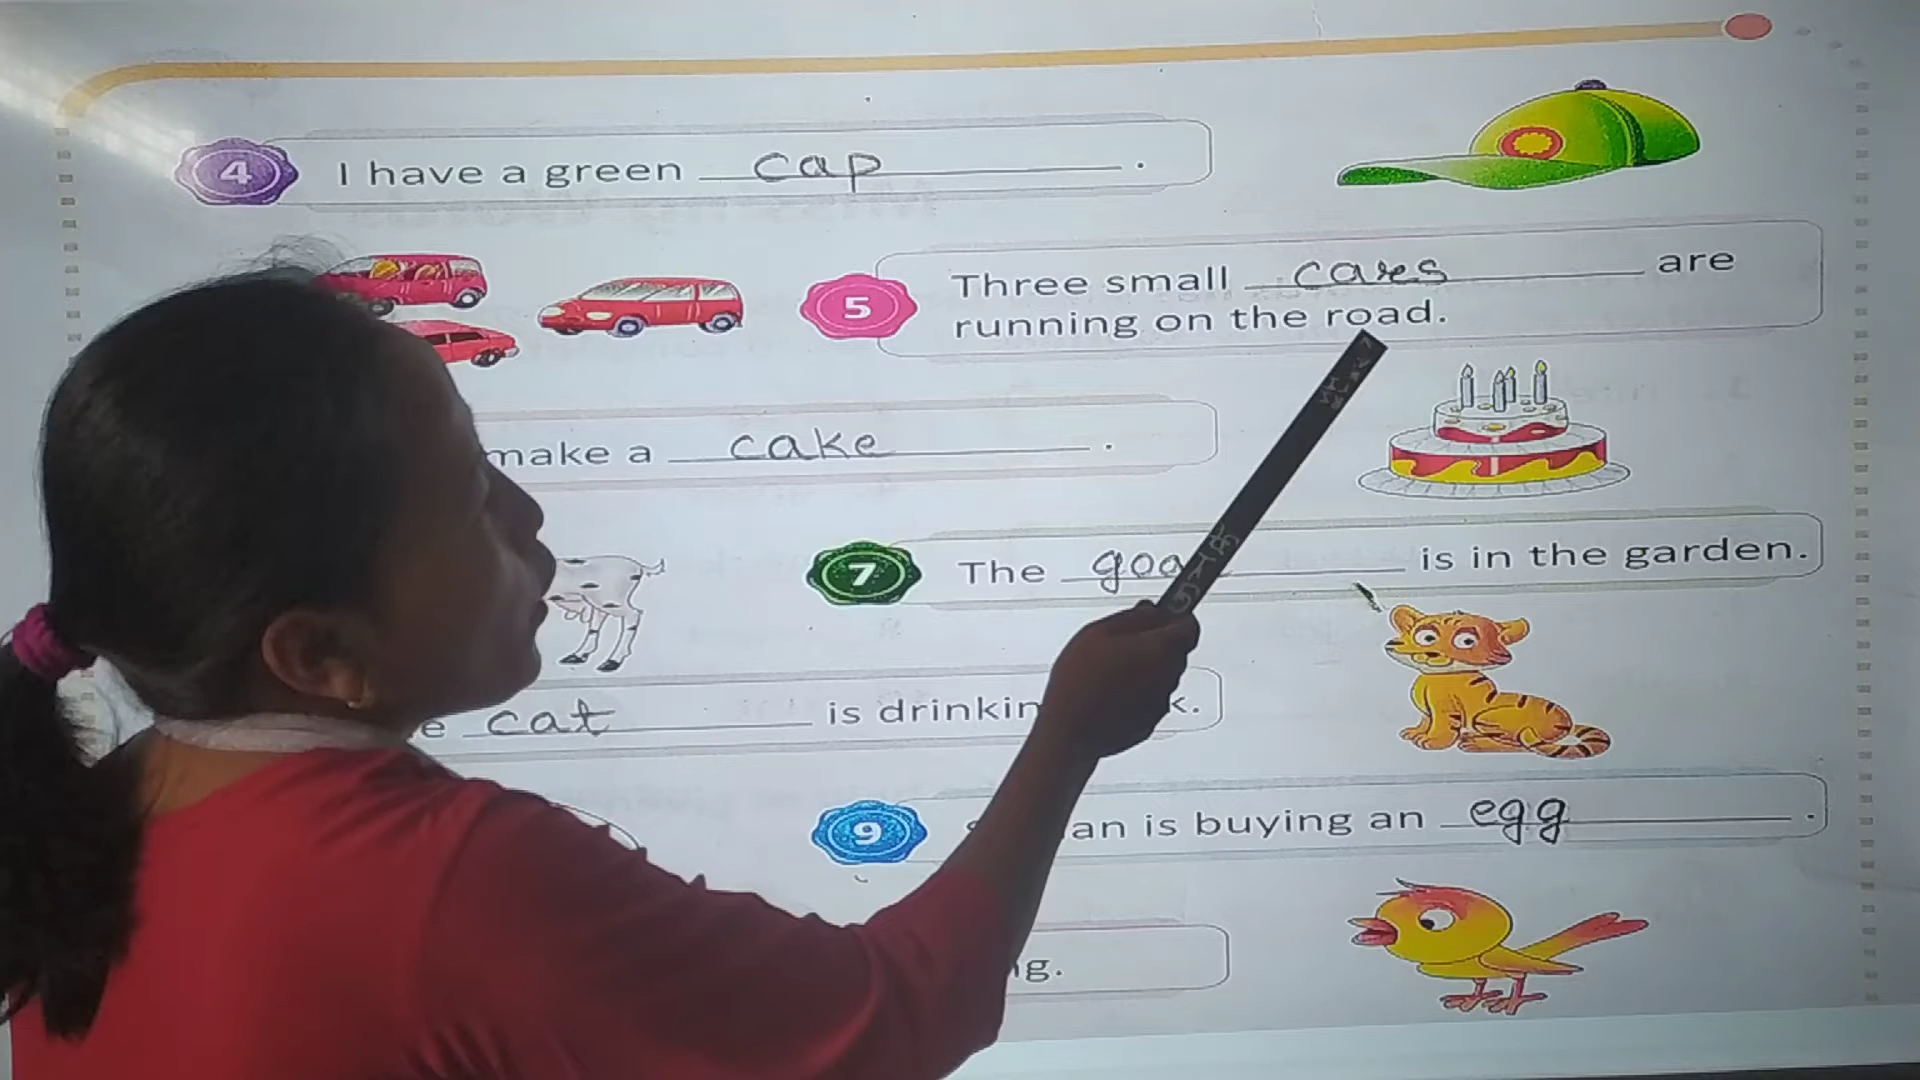 4 I have a green cap .
5 Three small cares are
running on the road.
make a cake .
7 The goa is in the garden.
e cat is drinkin k.
9 an is buying an egg .
g.